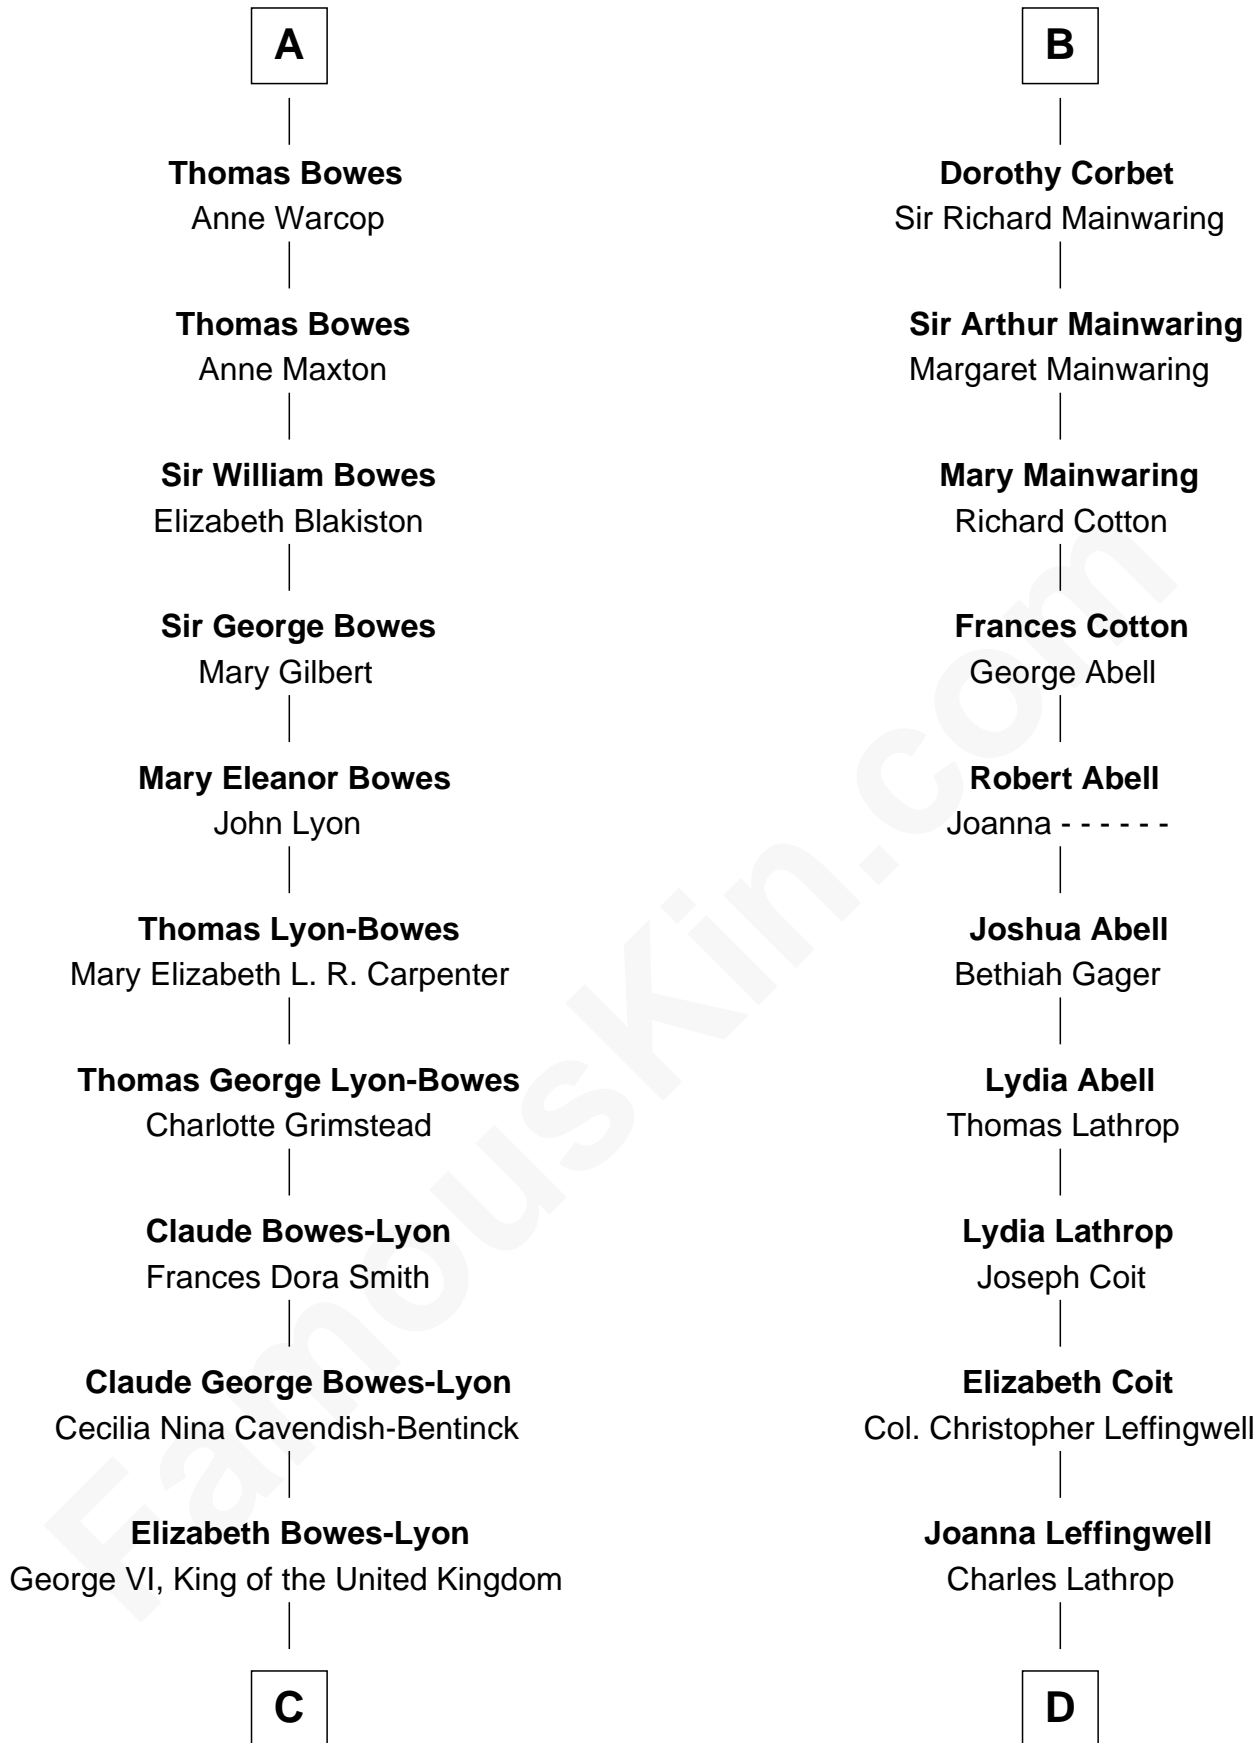 A
Thomas Bowes
Anne Warcop
Thomas Bowes
Anne Maxton
Sir William Bowes
Elizabeth Blakiston
Sir George Bowes
Mary Gilbert
Mary Eleanor Bowes
John Lyon
Thomas Lyon-Bowes
Mary Elizabeth L. R. Carpenter
Thomas George Lyon-Bowes
Charlotte Grimstead
Claude Bowes-Lyon
Frances Dora Smith
Claude George Bowes-Lyon
Cecilia Nina Cavendish-Bentinck
Elizabeth Bowes-Lyon
George VI, King of the United Kingdom
C
B
Dorothy Corbet
Sir Richard Mainwaring
Sir Arthur Mainwaring
Margaret Mainwaring
Mary Mainwaring
Richard Cotton
Frances Cotton
George Abell
Robert Abell
Joanna - - - - - -
Joshua Abell
Bethiah Gager
Lydia Abell
Thomas Lathrop
Lydia Lathrop
Joseph Coit
Elizabeth Coit
Col. Christopher Leffingwell
Joanna Leffingwell
Charles Lathrop
D
FamousKin.com